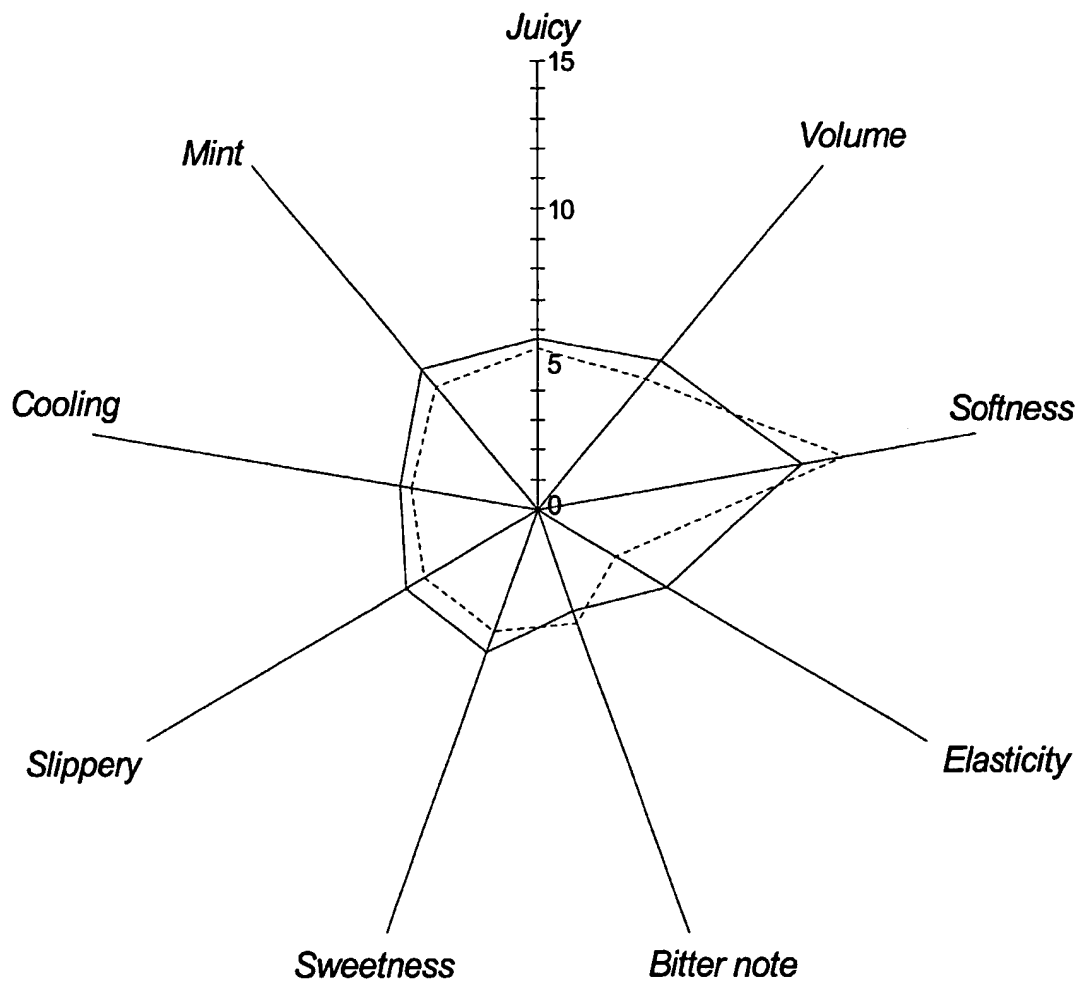 Juicy
15
Volume
Mint
10
5
Cooling
Softness
0
Slippery
Elasticity
Sweetness
Bitter note